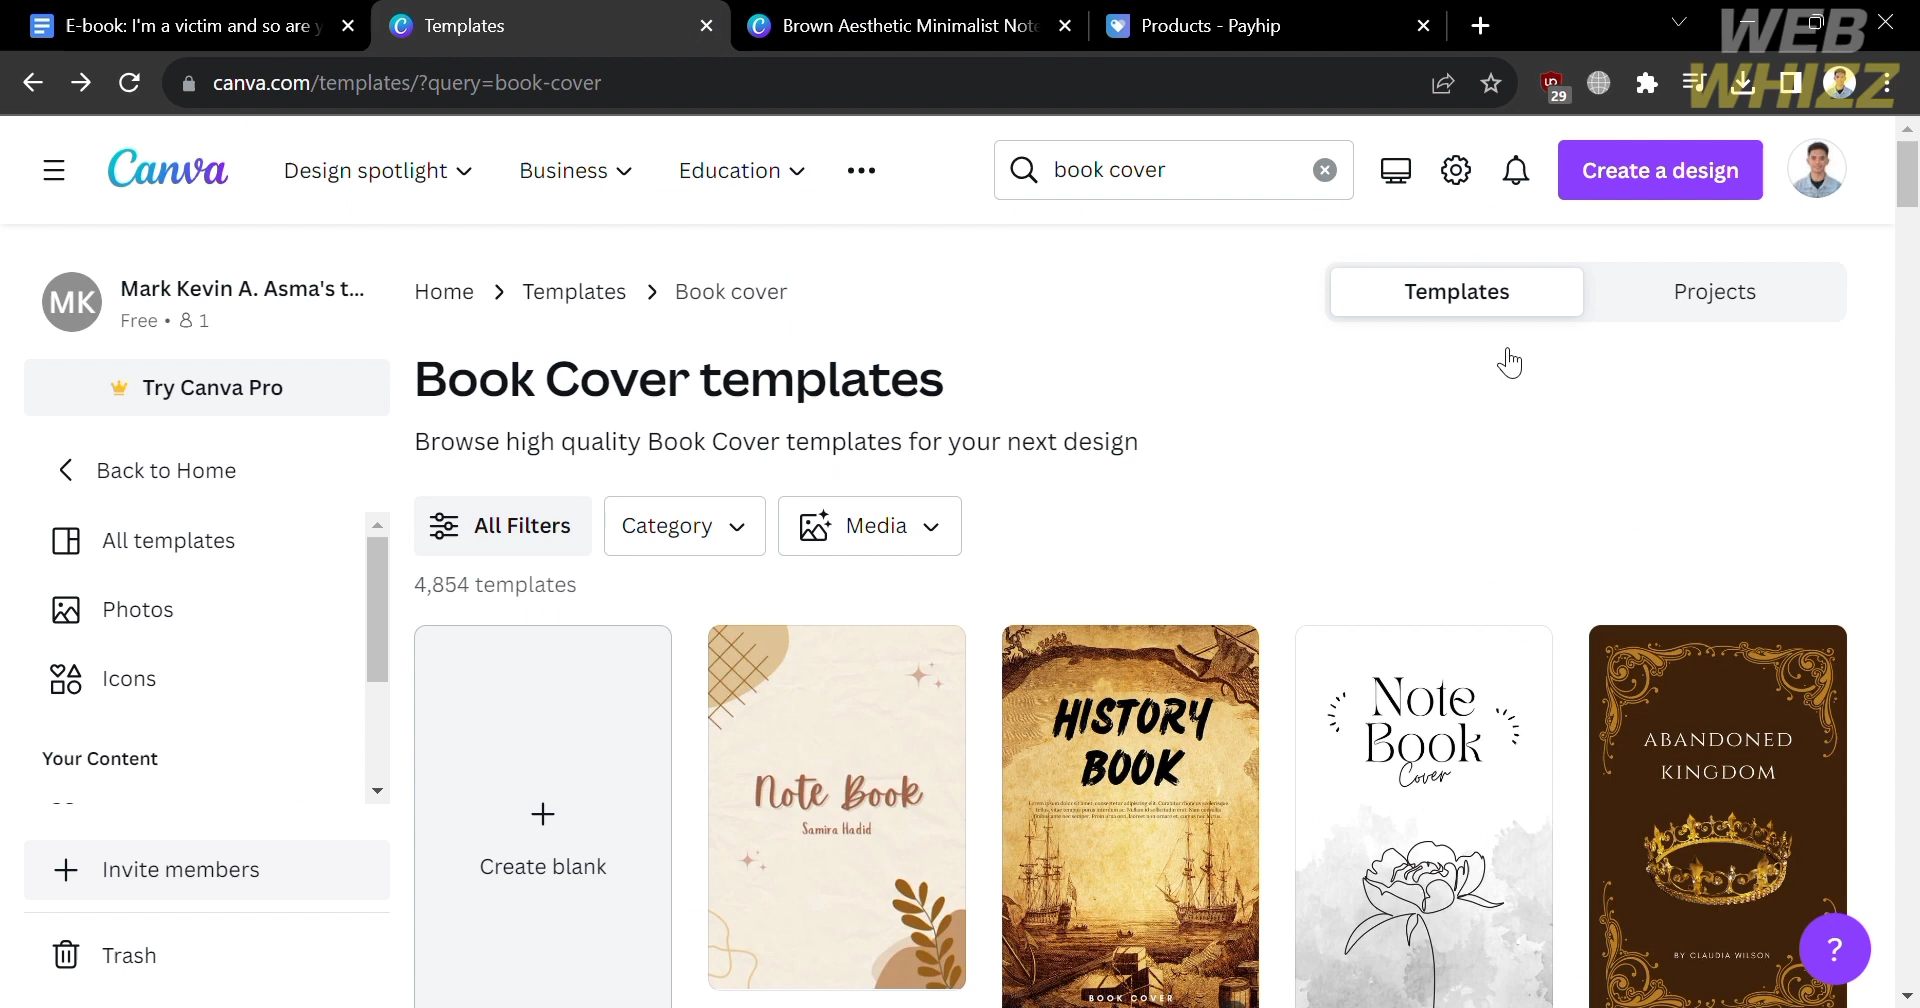 E-book: I'm a victim and so are y
Templates
Brown Aesthetic Minimalist Note
Products - Payhip
WEB
WHIZZ
canva.com/templates/?query=book-cover
29
Canva
Design spotlight
Business
Education
book cover
Create a design
MK
Mark Kevin A. Asma's t...
Free • 1
Home > Templates > Book cover
Templates
Projects
Try Canva Pro
Book Cover templates
Browse high quality Book Cover templates for your next design
Back to Home
All templates
Photos
Icons
Your Content
Invite members
Trash
All Filters
Category
Media
4,854 templates
Create blank
Note Book
Samira Hadid
HISTORY
BOOK
BOOK COVER
Note
Book
Cover
ABANDONED
KINGDOM
BY CLAUDIA WILSON
?